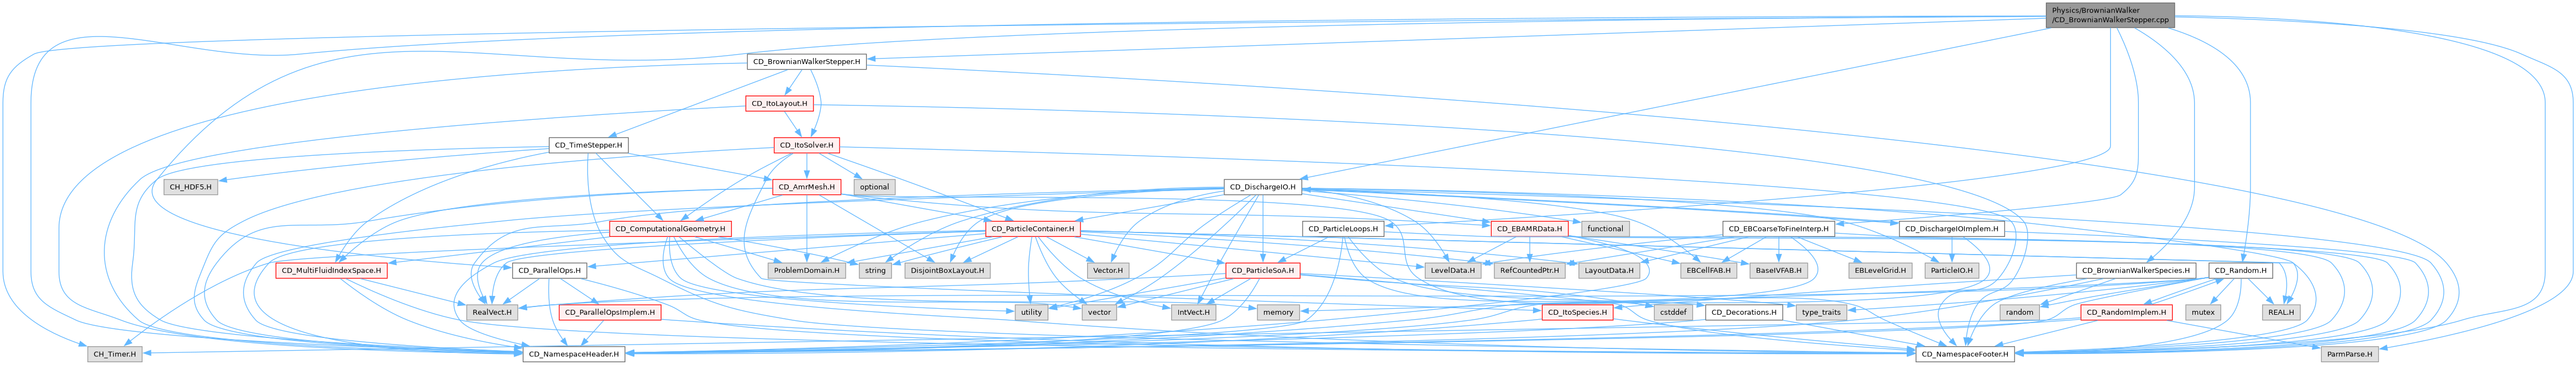 Physics/BrownianWalker
/CD_BrownianWalkerStepper.cpp
CD_BrownianWalkerStepper.H
CD_ItoLayout.H
CD_TimeStepper.H
CD_ItoSolver.H
CH_HDF5.H
CD_AmrMesh.H
optional
CD_DischargeIO.H
CD_ComputationalGeometry.H
CD_ParticleContainer.H
CD_ParticleLoops.H
CD_EBAMRData.H
functional
CD_EBCoarseToFineInterp.H
CD_DischargeIOImplem.H
CD_MultiFluidIndexSpace.H
CD_ParallelOps.H
ProblemDomain.H
string
DisjointBoxLayout.H
Vector.H
CD_ParticleSoA.H
LevelData.H
RefCountedPtr.H
LayoutData.H
EBCellFAB.H
BaseIVFAB.H
EBLevelGrid.H
ParticleIO.H
CD_BrownianWalkerSpecies.H
CD_Random.H
RealVect.H
CD_ParallelOpsImplem.H
utility
vector
IntVect.H
memory
CD_ItoSpecies.H
cstddef
CD_Decorations.H
type_traits
random
CD_RandomImplem.H
mutex
REAL.H
CH_Timer.H
CD_NamespaceHeader.H
CD_NamespaceFooter.H
ParmParse.H